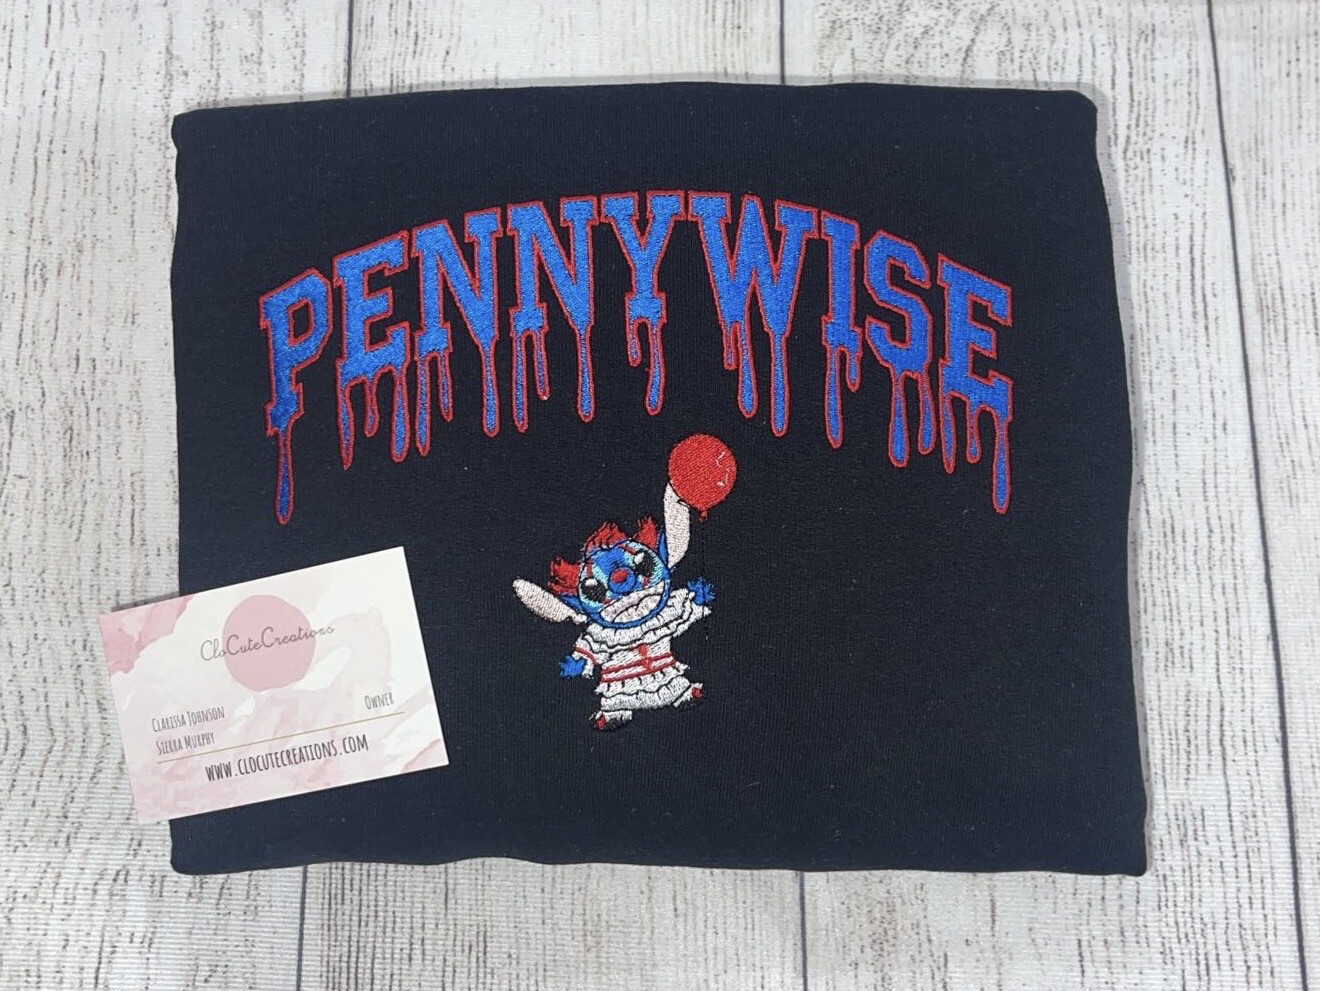 PENNYWISE
CloCuteCreations
Clarissa Johnson
Owner
Sierra Murphy
www.clocutecreations.com